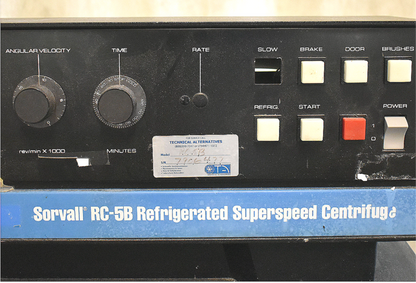 ANGULAR VELOCITY
TIME
RATE
SLOW
BRAKE
DOOR
BRUSHES
REFRIG.
START
POWER
rev/min X 1000
MINUTES
TECHNICAL ALTERNATIVES
Sorvall RC-5B Refrigerated Superspeed Centrifuge